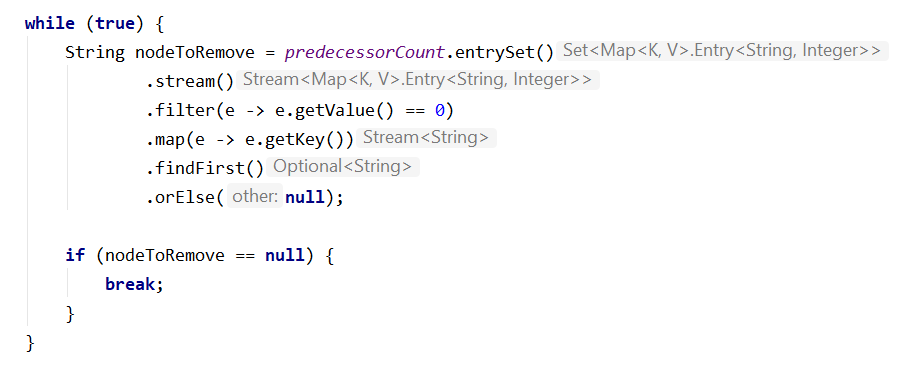 while (true) {
String nodeToRemove = predecessorCount.entrySet() Set<Map<K, V>.Entry<String, Integer>>
.stream() Stream<Map<K, V>.Entry<String, Integer>>
.filter(e -> e.getValue() == 0)
.map(e -> e.getKey()) Stream<String>
.findFirst() Optional<String>
.orElse( other: null);
if (nodeToRemove == null) {
break;
}
}